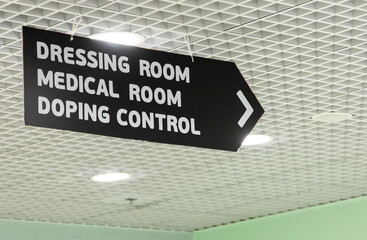 DRESSING ROOM
MEDICAL ROOM
DOPING CONTROL